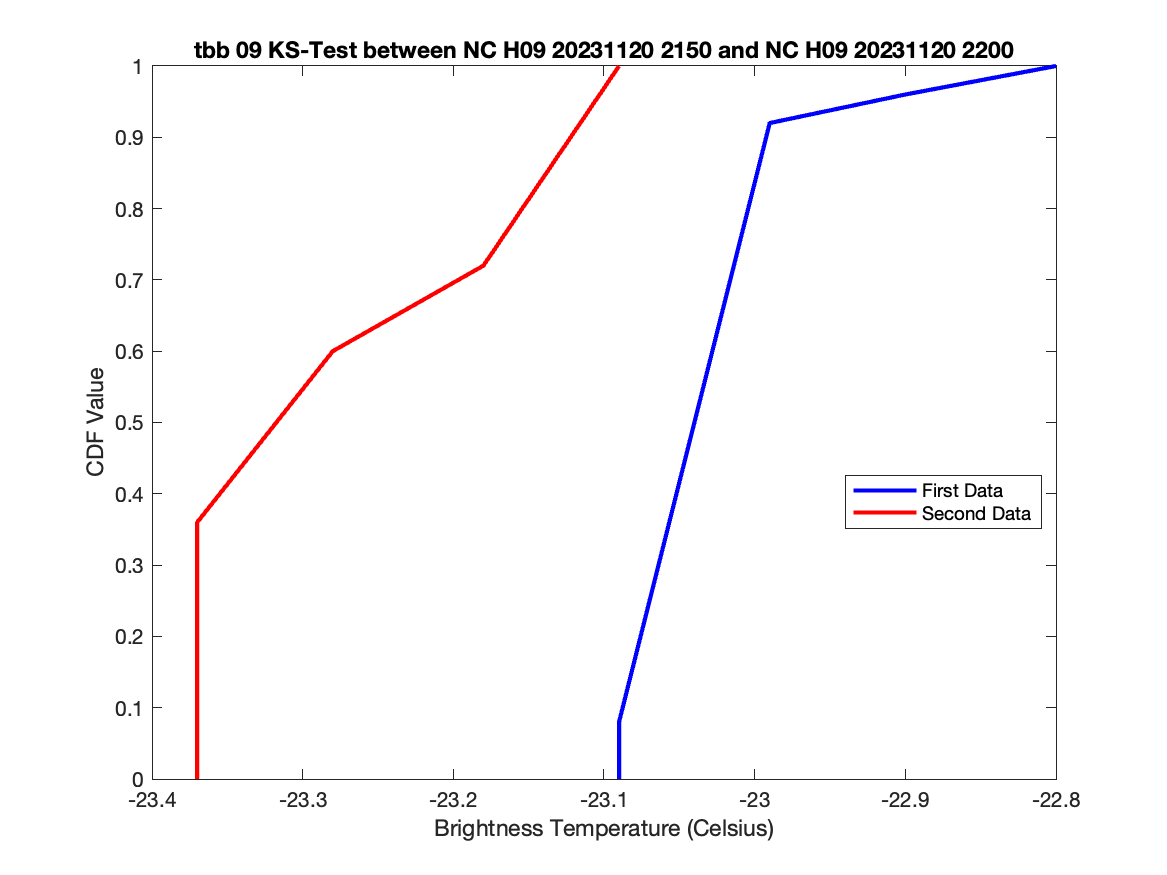 tbb 09 KS-Test between NC H09 20231120 2150 and NC H09 20231120 2200
1
0.9
0.8
0.7
0.6
0.5
0.4
0.3
0.2
0.1
0
CDF Value
First Data
Second Data
-23.4 -23.3 -23.2 -23.1 -23 -22.9 -22.8
Brightness Temperature (Celsius)